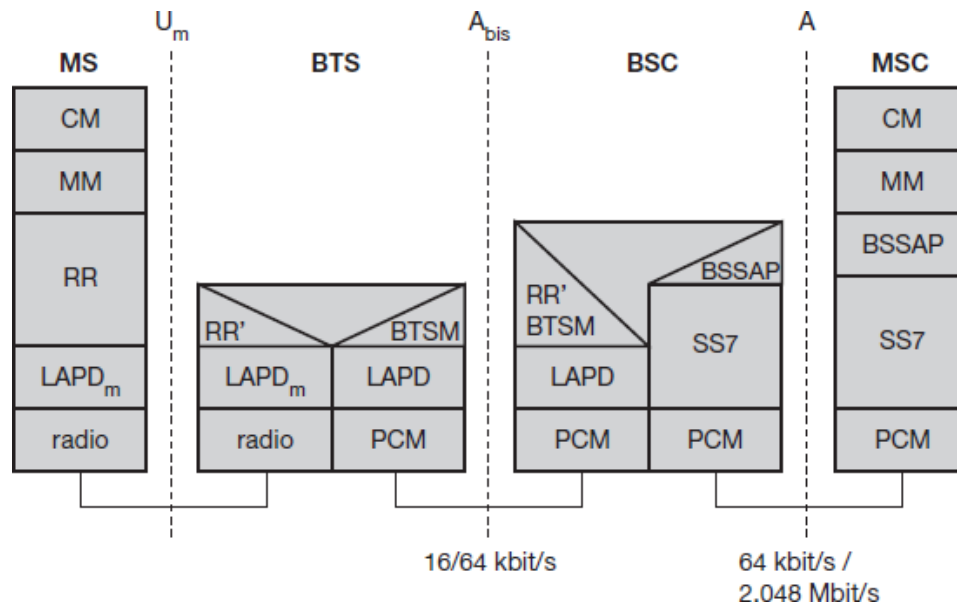 Um
Abis
A
MS
BTS
BSC
MSC
CM
MM
RR
LAPDm
radio
RR’
BTSM
LAPDm
LAPD
radio
PCM
RR’
BTSM
BSSAP
LAPD
SS7
PCM
PCM
CM
MM
BSSAP
SS7
PCM
16/64 kbit/s
64 kbit/s /
2.048 Mbit/s